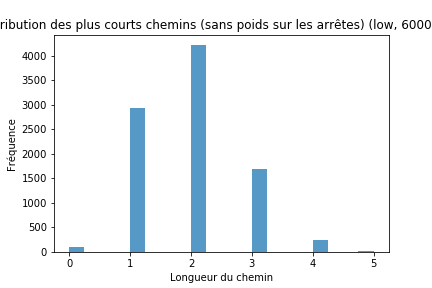 ribution des plus courts chemins (sans poids sur les arrêtes) (low, 6000
4000
3500
3000
2500
2000
1500
1000
500
0
Fréquence
0 1 2 3 4 5
Longueur du chemin